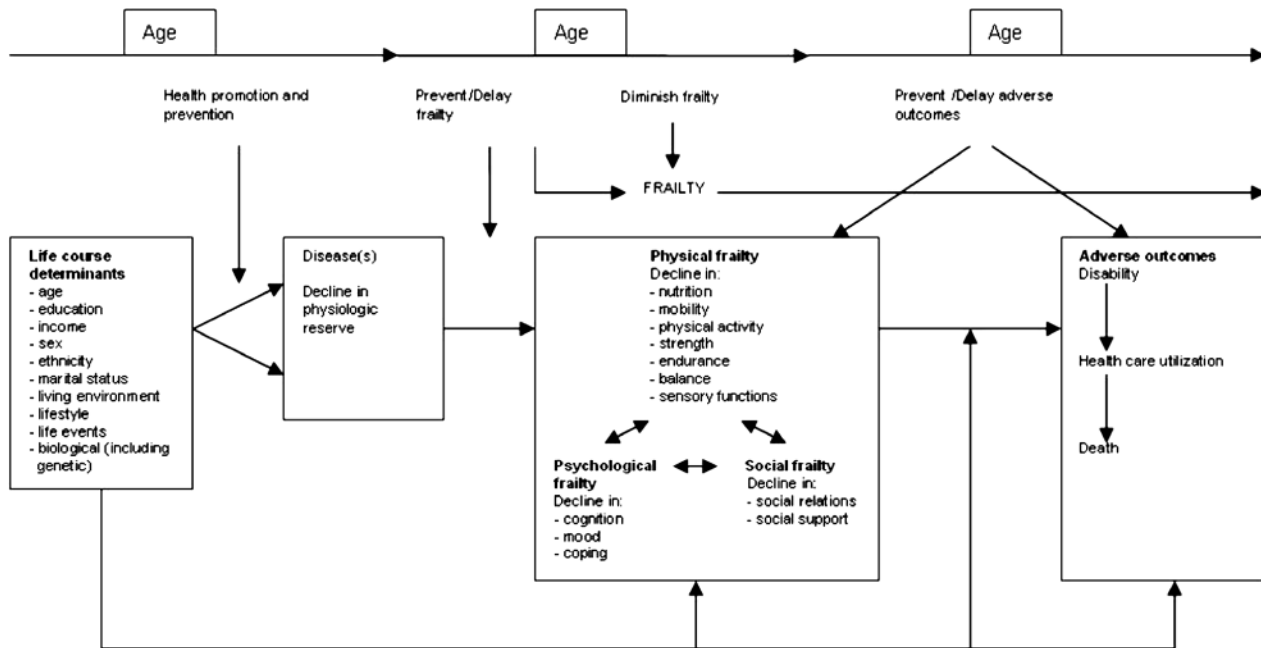 Age
Age
Age
Health promotion and
prevention
Prevent/Delay
frailty
Diminish frailty
Prevent /Delay adverse
outcomes
FRAILTY
Life course
determinants
- age
- education
- income
- sex
- ethnicity
- marital status
- living environment
- lifestyle
- life events
- biological (including
genetic)
Disease(s)
Decline in
physiologic
reserve
Physical frailty
Decline in:
- nutrition
- mobility
- physical activity
- strength
- endurance
- balance
- sensory functions
Psychological
frailty
Decline in:
- cognition
- mood
- coping
Social frailty
Decline in:
- social relations
- social support
Adverse outcomes
Disability
Health care utilization
Death